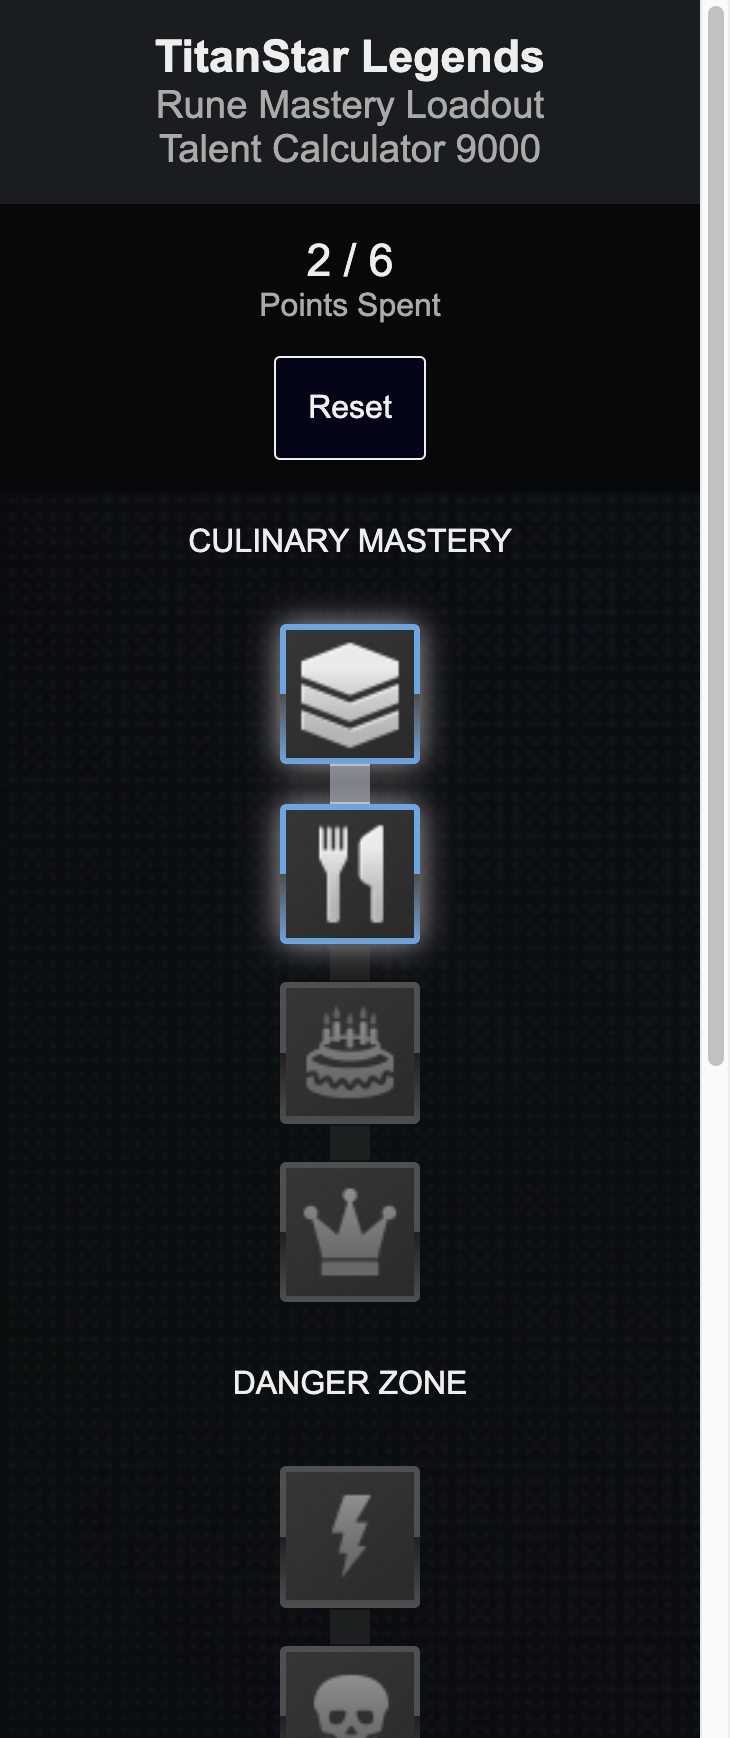 TitanStar Legends
Rune Mastery Loadout
Talent Calculator 9000
2 / 6
Points Spent
Reset
CULINARY MASTERY
DANGER ZONE